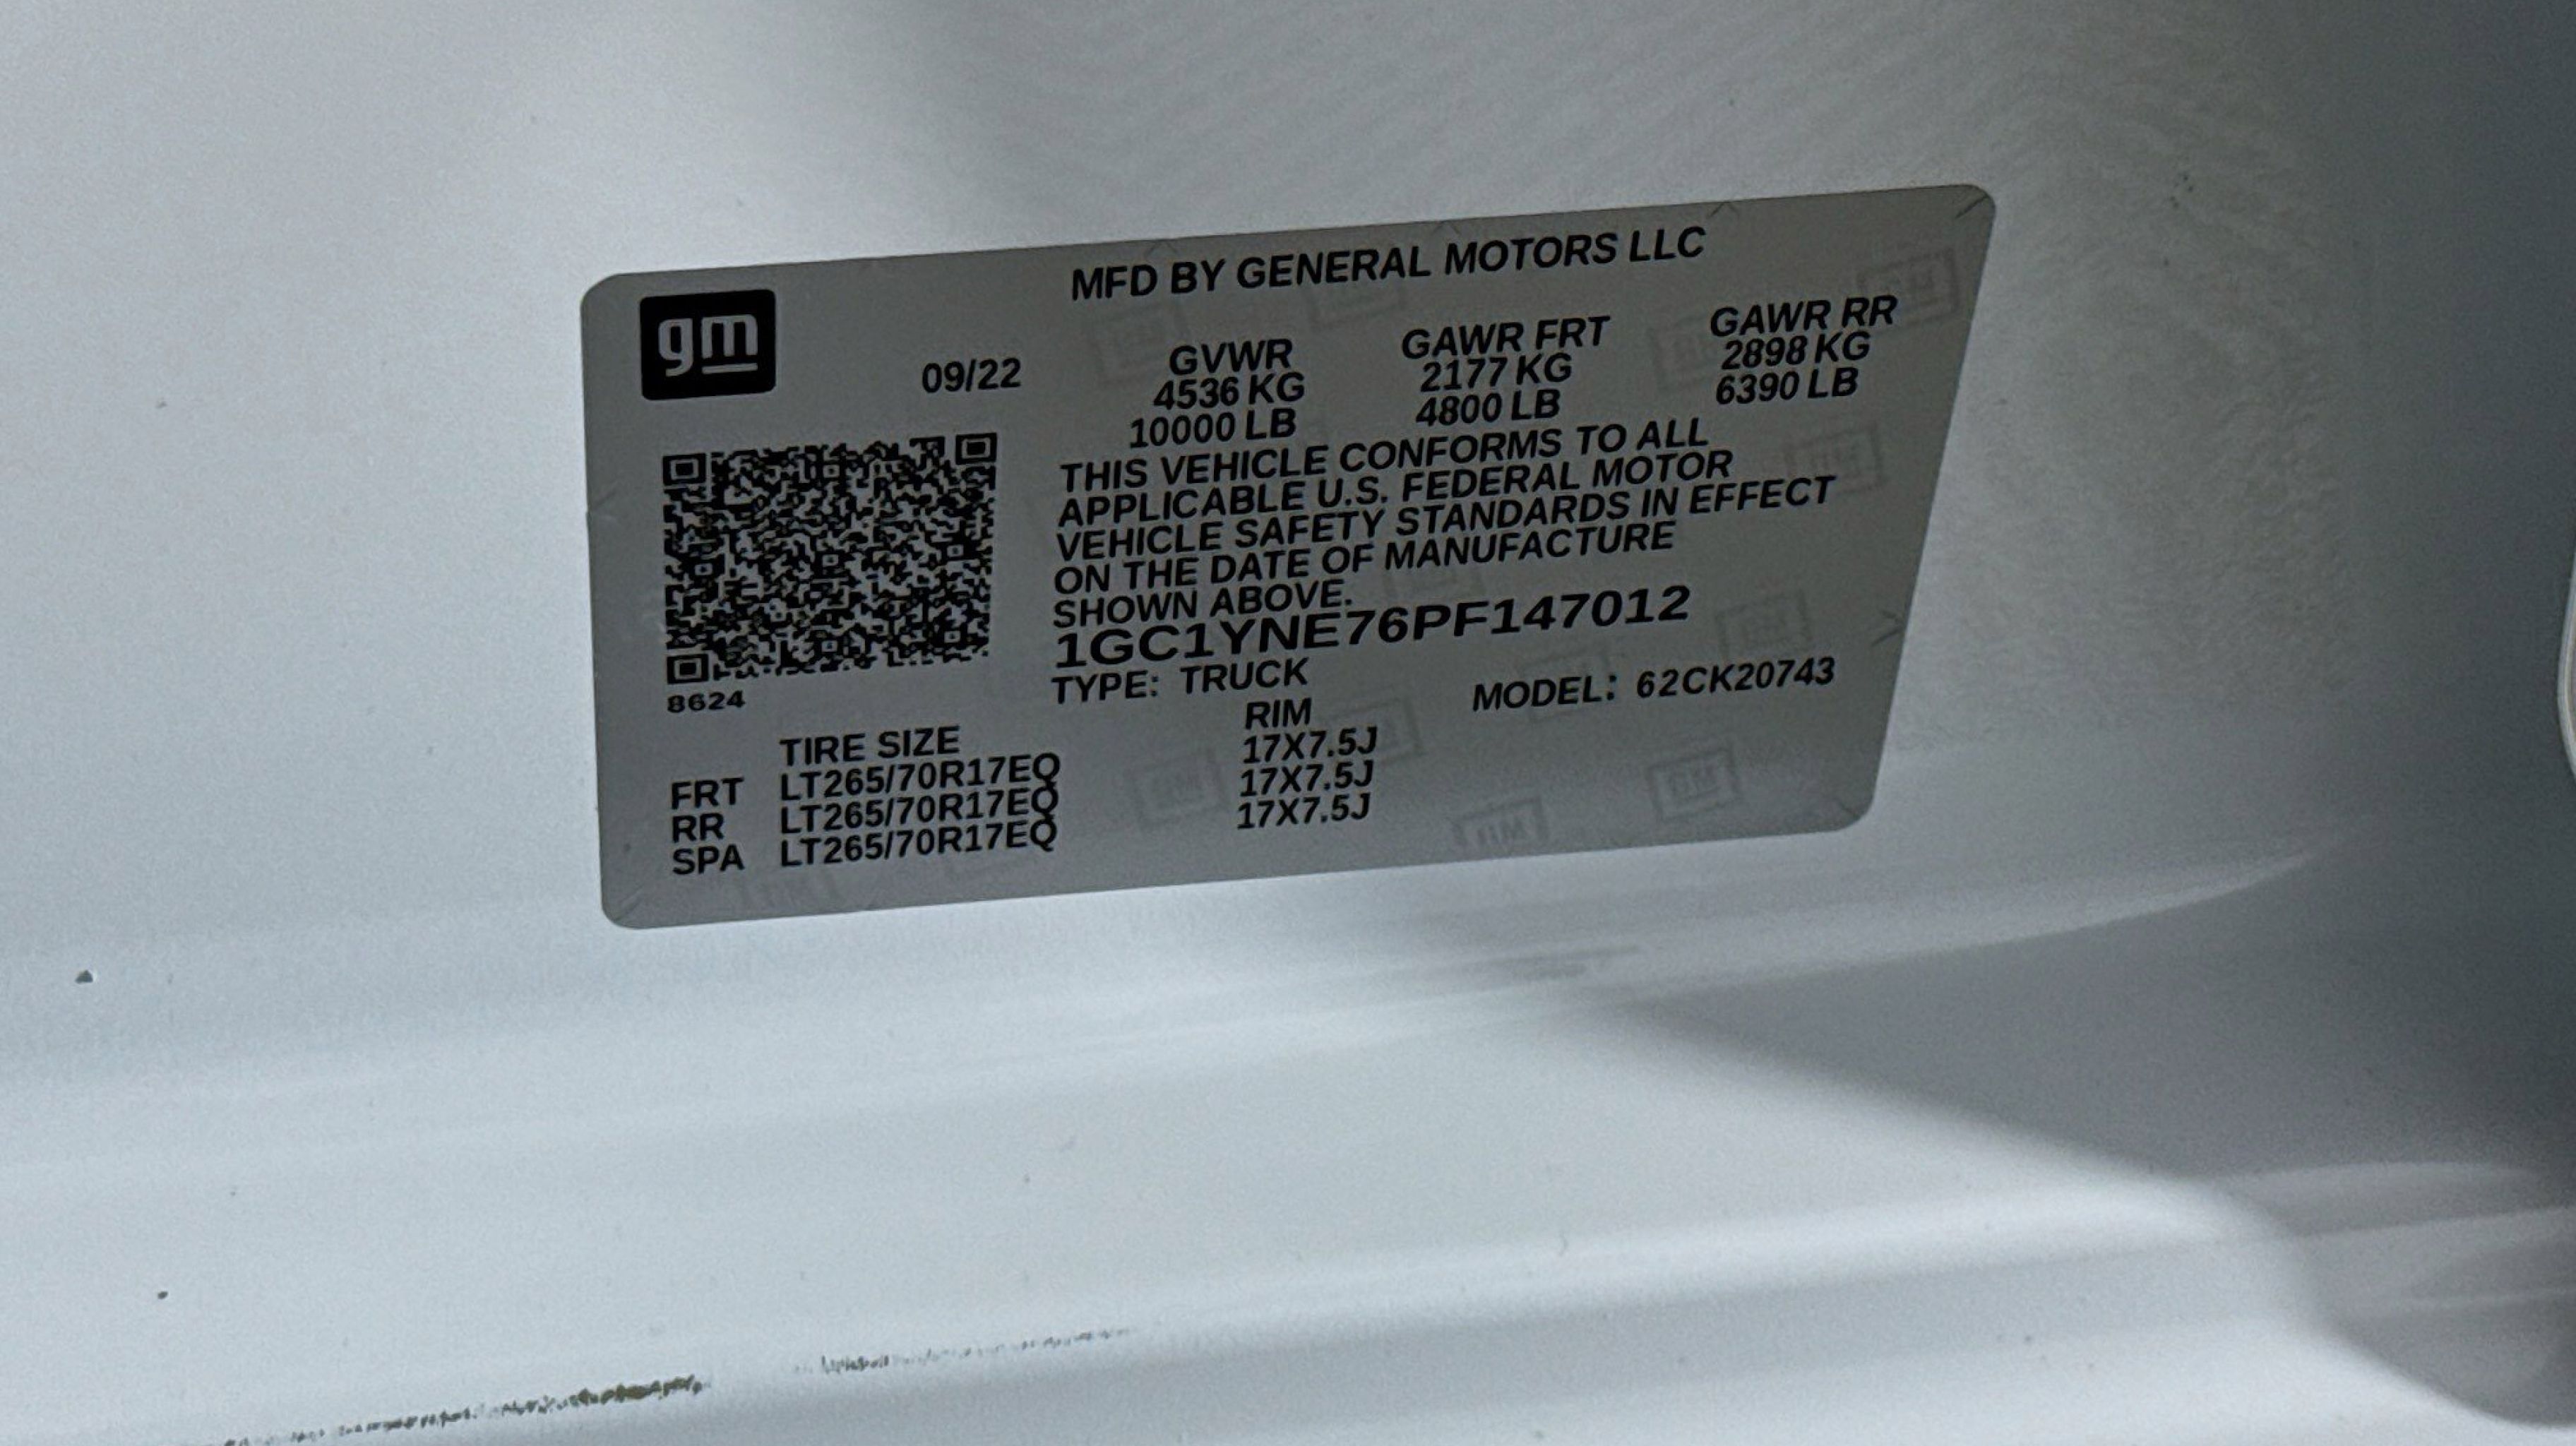 MFD BY GENERAL MOTORS LLC
gm
09/22
GVWR GAWR FRT GAWR RR
4536 KG 2177 KG 2898 KG
10000 LB 4800 LB 6390 LB
THIS VEHICLE CONFORMS TO ALL
APPLICABLE U.S. FEDERAL MOTOR
VEHICLE SAFETY STANDARDS IN EFFECT
ON THE DATE OF MANUFACTURE
SHOWN ABOVE.
1GC1YNE76PF147012
TYPE: TRUCK MODEL: 62CK20743
8624
TIRE SIZE RIM
FRT LT265/70R17EQ 17X7.5J
RR LT265/70R17EQ 17X7.5J
SPA LT265/70R17EQ 17X7.5J